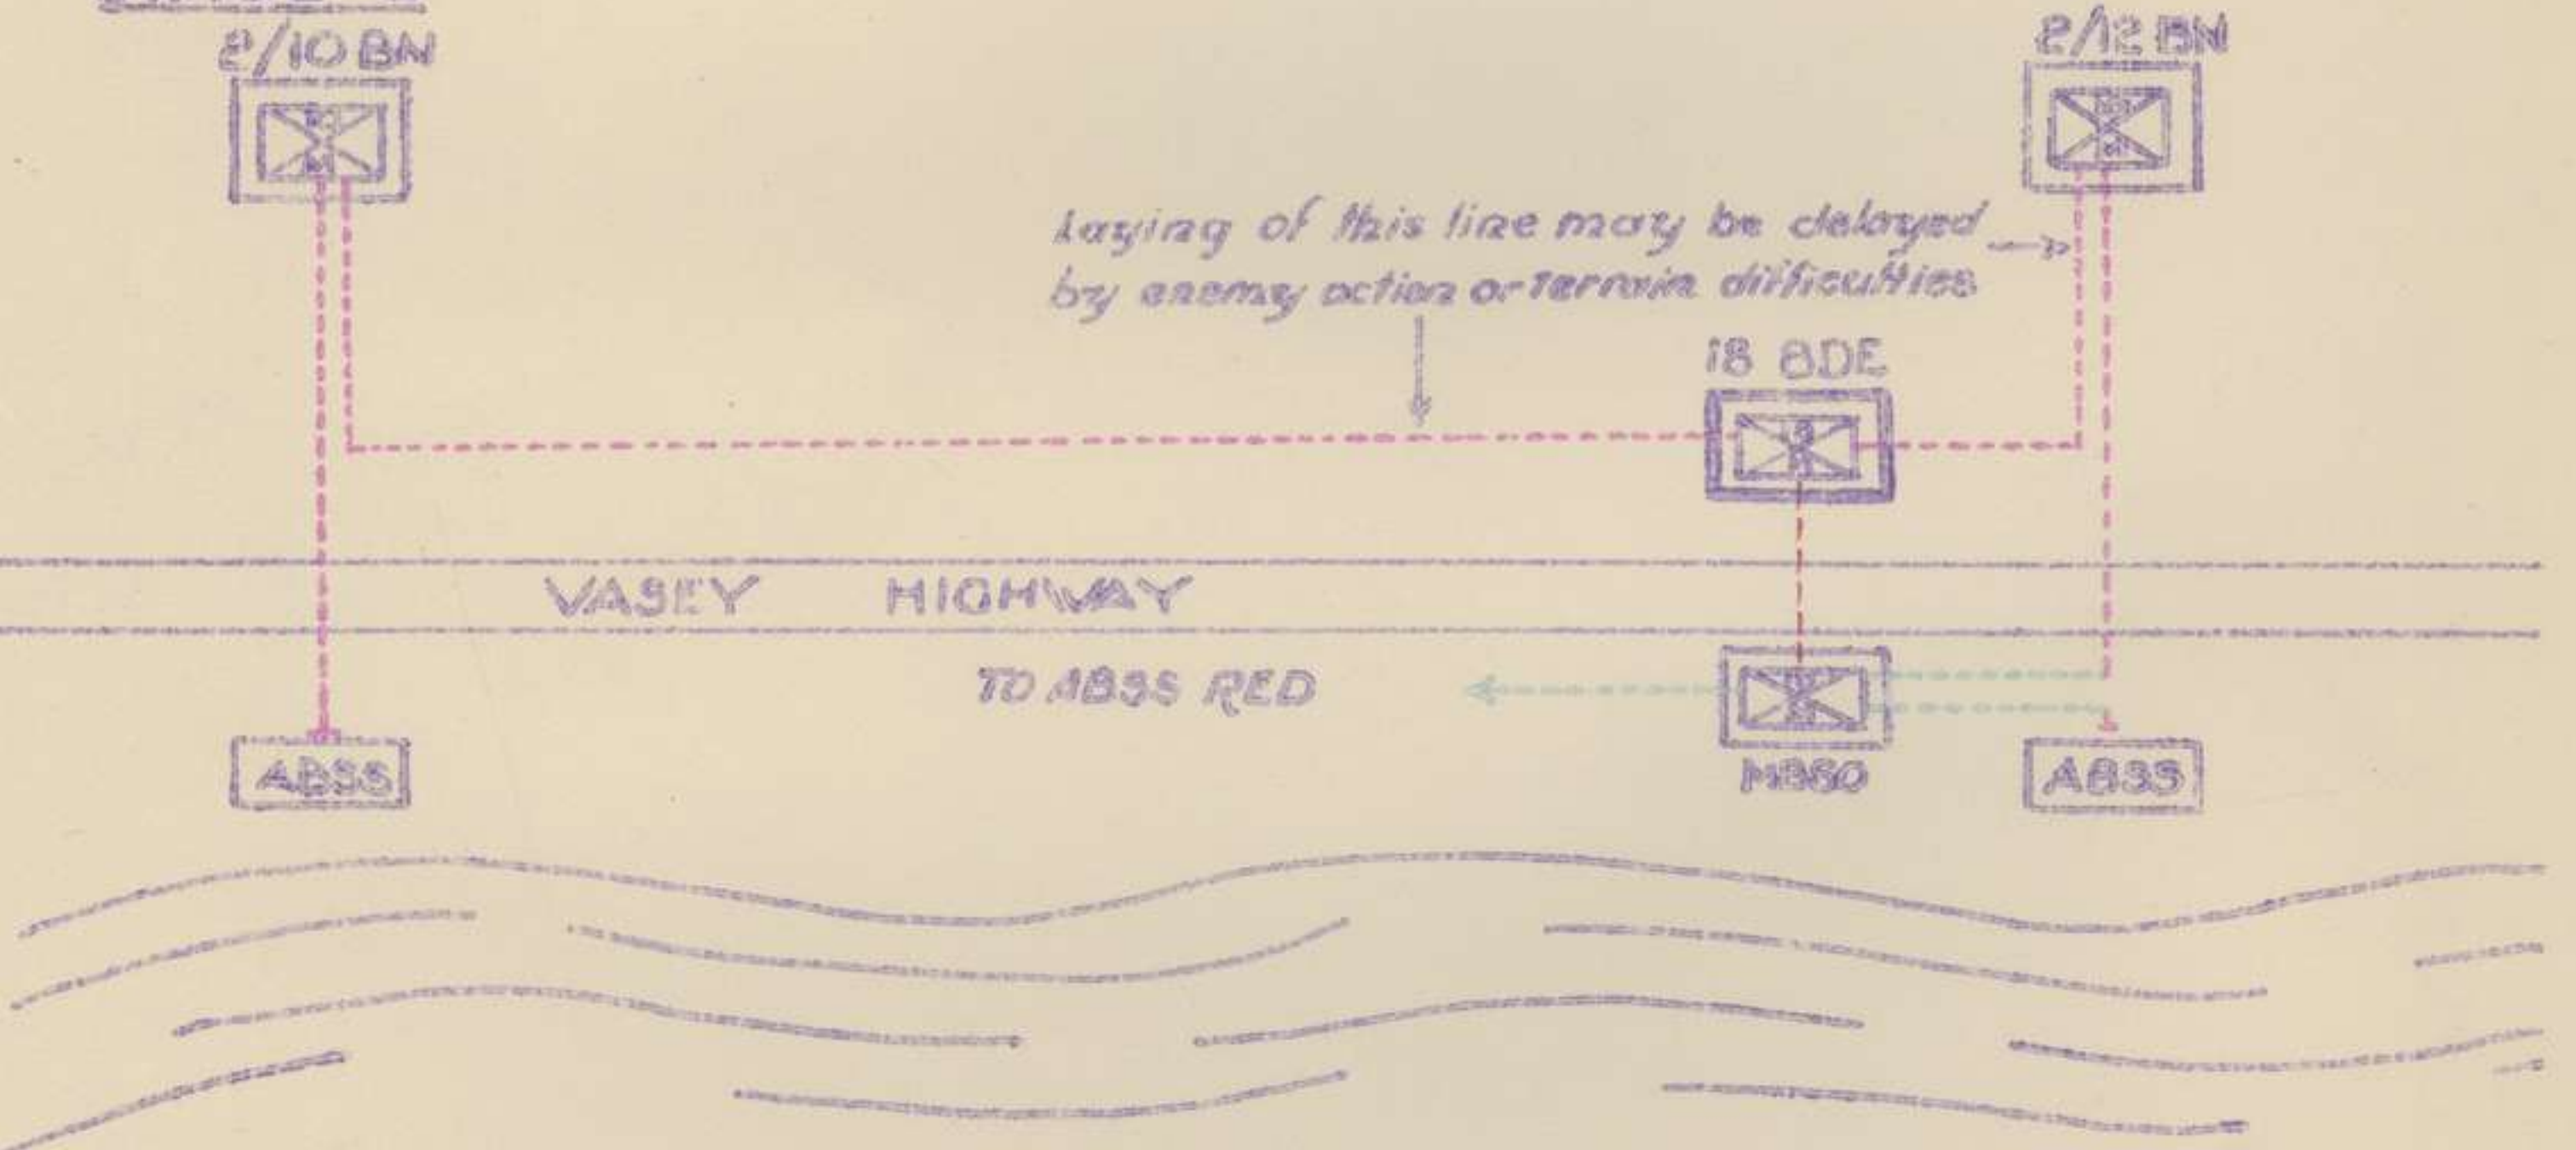 2/10 BN
2/12 BN
Laying of this line may be delayed
by enemy action or terrain difficulties
18 BDE
VASEY HIGHWAY
TO ABSS RED
ABSS
MBSO
ABSS